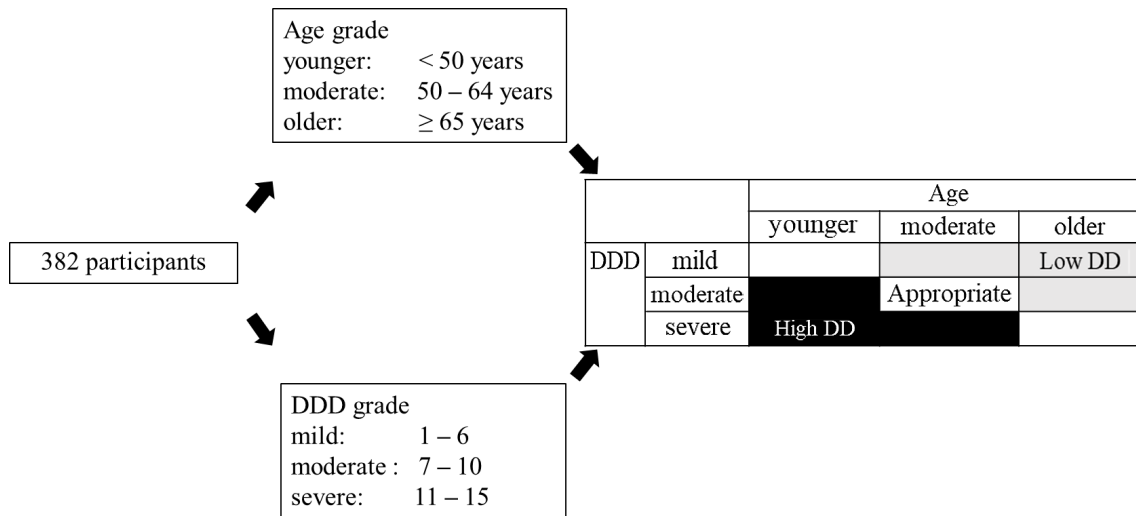 Age grade
younger: < 50 years
moderate: 50 – 64 years
older: ≥ 65 years
382 participants
Age
younger moderate older
DDD mild Low DD
moderate Appropriate
severe High DD
DDD grade
mild: 1 – 6
moderate : 7 – 10
severe: 11 – 15